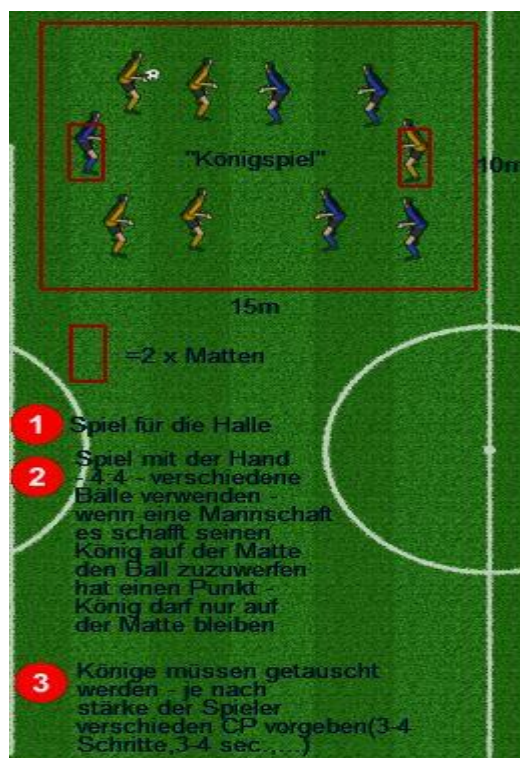 "Königspiel"
10m
15m
=2 x Matten
1 Spiel für die Halle
2 Spiel mit der Hand
- 4:4 - verschiedene
Bälle verwenden -
wenn eine Mannschaft
es schafft seinen
König auf der Matte
den Ball zuzuwerfen
hat einen Punkt -
König darf nur auf
der Matte bleiben
3 Könige müssen getauscht
werden - je nach
stärke der Spieler
verschieden CP vorgeben(3-4
Schritte,3-4 sec.,...)